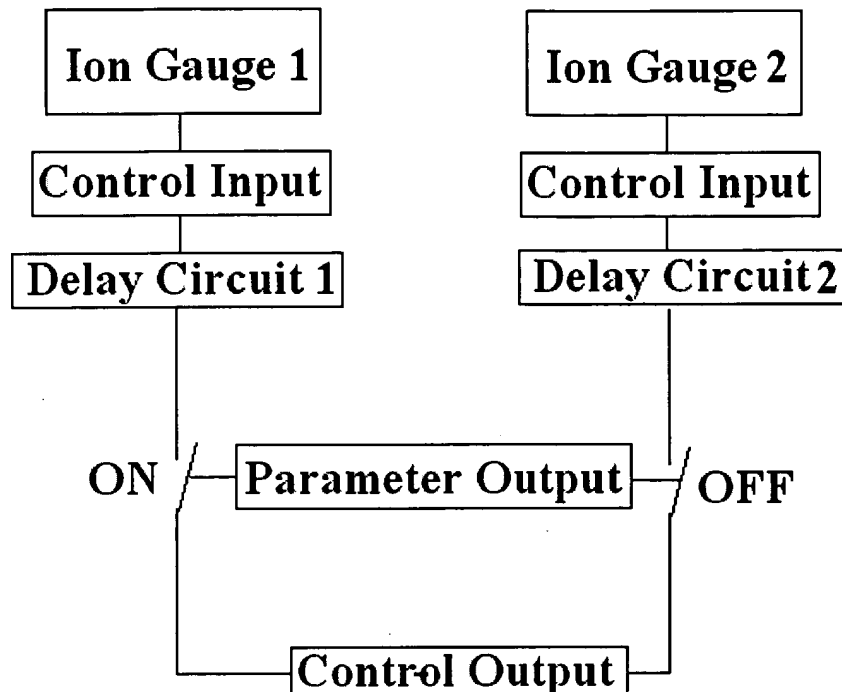 Ion Gauge 1
Ion Gauge 2
Control Input
Control Input
Delay Circuit 1
Delay Circuit 2
ON
Parameter Output
OFF
Control Output